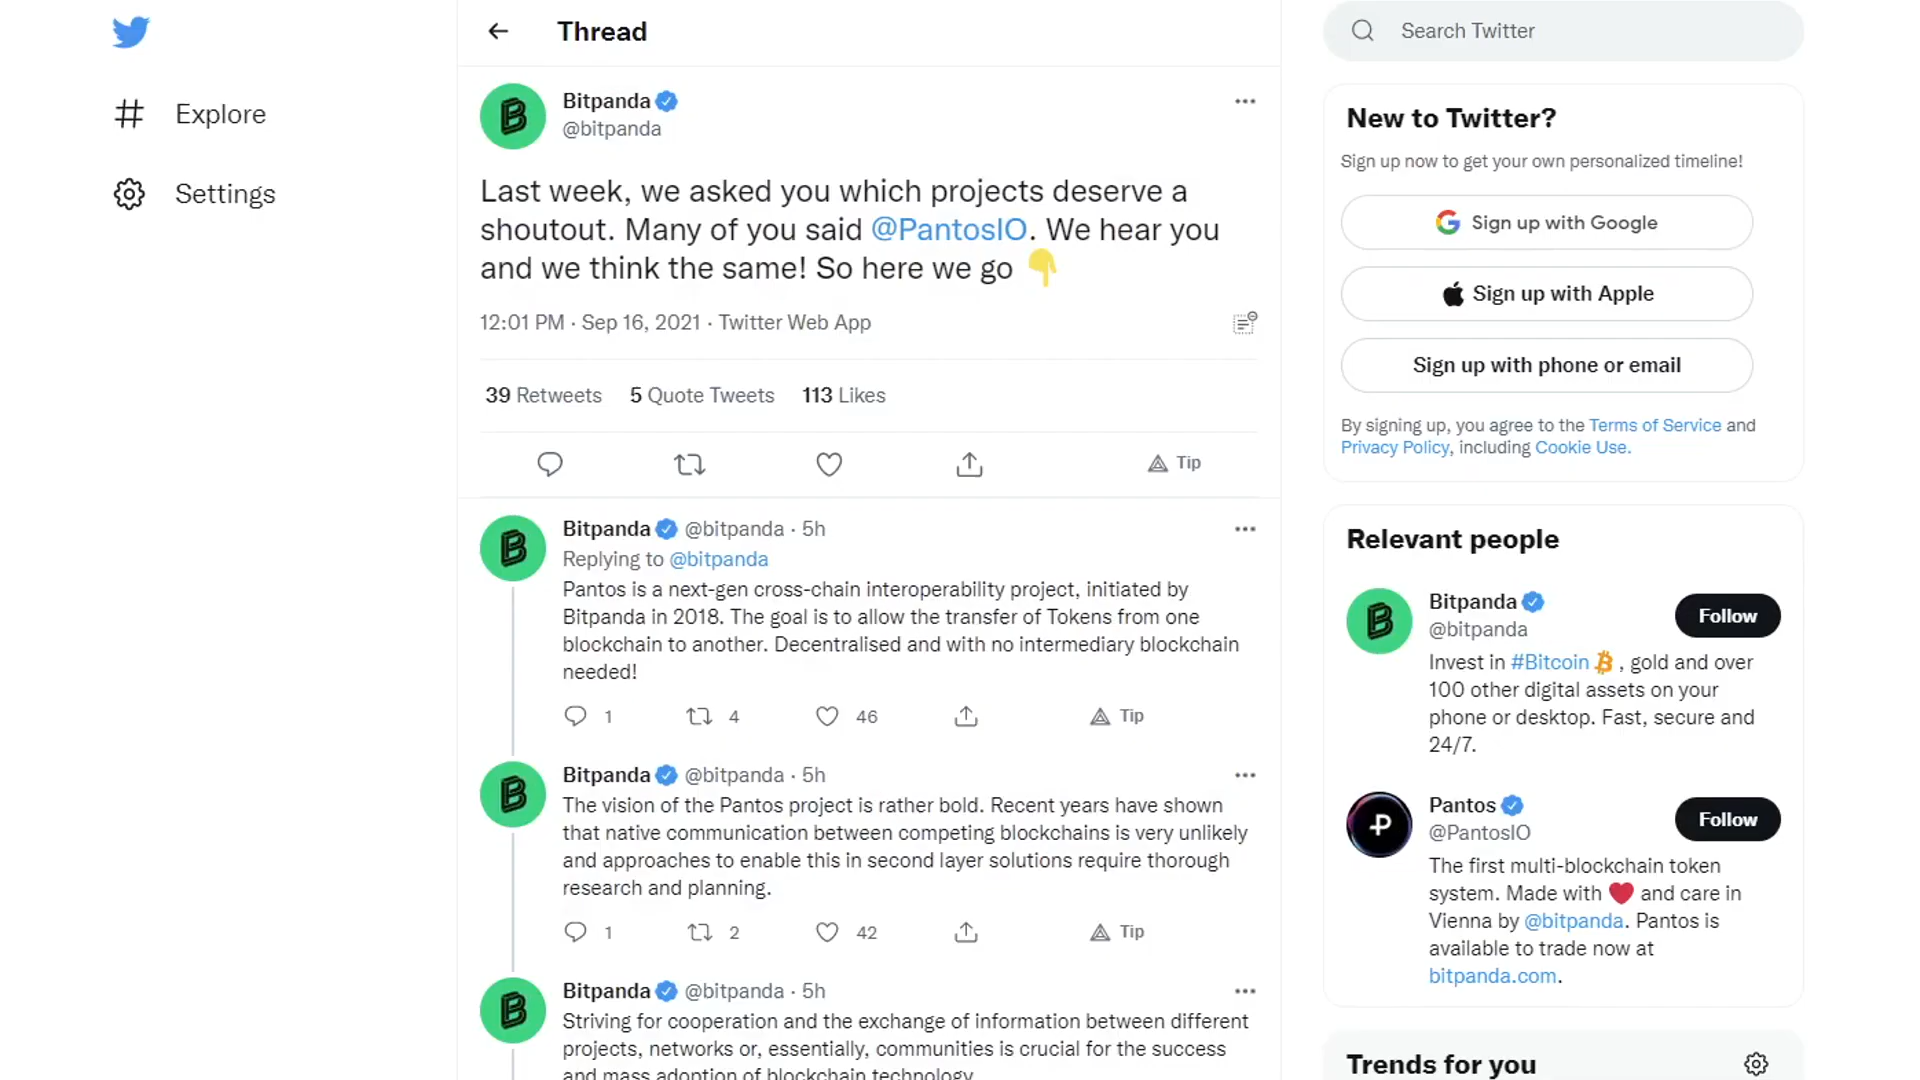 Explore
Settings
Thread
Bitpanda
@bitpanda
Last week, we asked you which projects deserve a
shoutout. Many of you said @PantosIO. We hear you
and we think the same! So here we go 👇
12:01 PM · Sep 16, 2021 · Twitter Web App
39 Retweets 5 Quote Tweets 113 Likes
Tip
Bitpanda @bitpanda · 5h
Replying to @bitpanda
Pantos is a next-gen cross-chain interoperability project, initiated by
Bitpanda in 2018. The goal is to allow the transfer of Tokens from one
blockchain to another. Decentralised and with no intermediary blockchain
needed!
1 4 46 Tip
Bitpanda @bitpanda · 5h
The vision of the Pantos project is rather bold. Recent years have shown
that native communication between competing blockchains is very unlikely
and approaches to enable this in second layer solutions require thorough
research and planning.
1 2 42 Tip
Bitpanda @bitpanda · 5h
Striving for cooperation and the exchange of information between different
projects, networks or, essentially, communities is crucial for the success
and mass adoption of blockchain technology
Search Twitter
New to Twitter?
Sign up now to get your own personalized timeline!
Sign up with Google
Sign up with Apple
Sign up with phone or email
By signing up, you agree to the Terms of Service and
Privacy Policy, including Cookie Use.
Relevant people
Bitpanda
@bitpanda
Follow
Invest in #Bitcoin , gold and over
100 other digital assets on your
phone or desktop. Fast, secure and
24/7.
Pantos
@PantosIO
Follow
The first multi-blockchain token
system. Made with ❤️ and care in
Vienna by @bitpanda. Pantos is
available to trade now at
bitpanda.com.
Trends for you